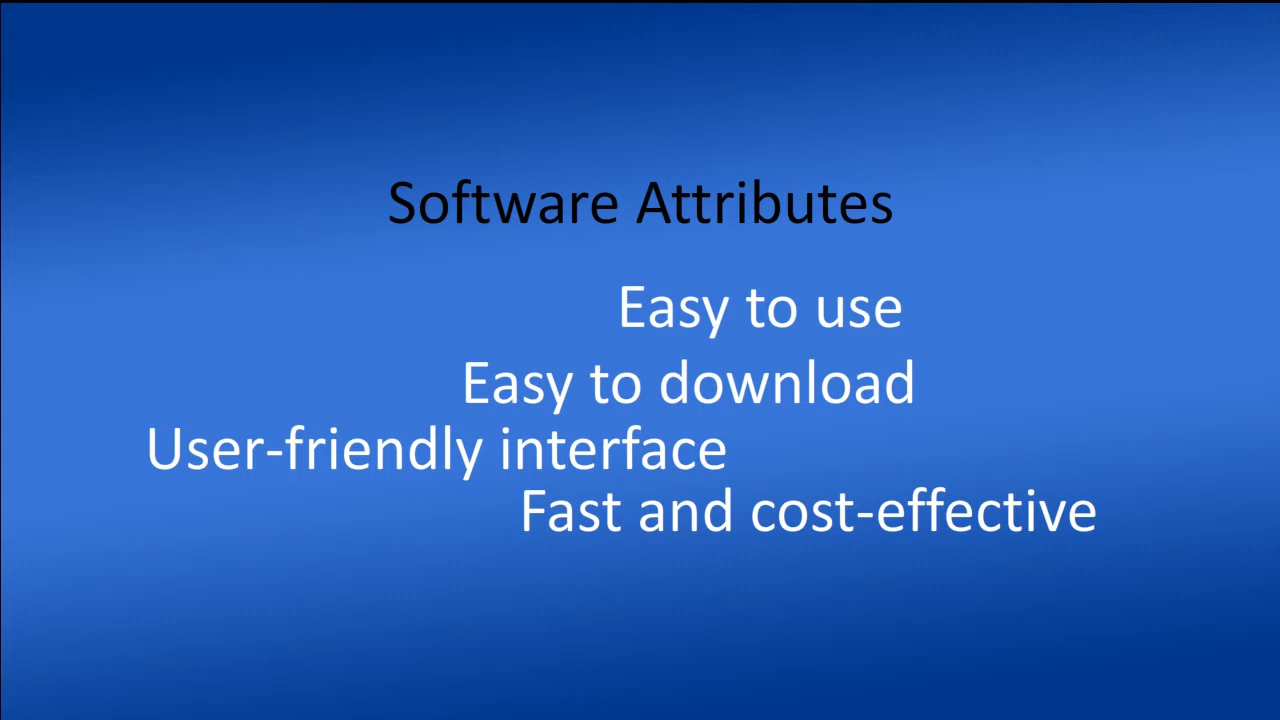 Software Attributes
Easy to use
Easy to download
User-friendly interface
Fast and cost-effective